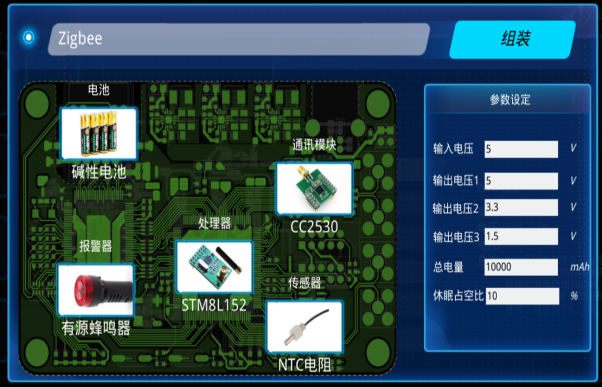 Zigbee
组装
电池
碱性电池
通讯模块
CC2530
处理器
STM8L152
报警器
有源蜂鸣器
传感器
NTC电阻
参数设定
输入电压 5 V
输出电压1 5 V
输出电压2 3.3 V
输出电压3 1.5 V
总电量 10000 mAh
休眠占空比 10 %